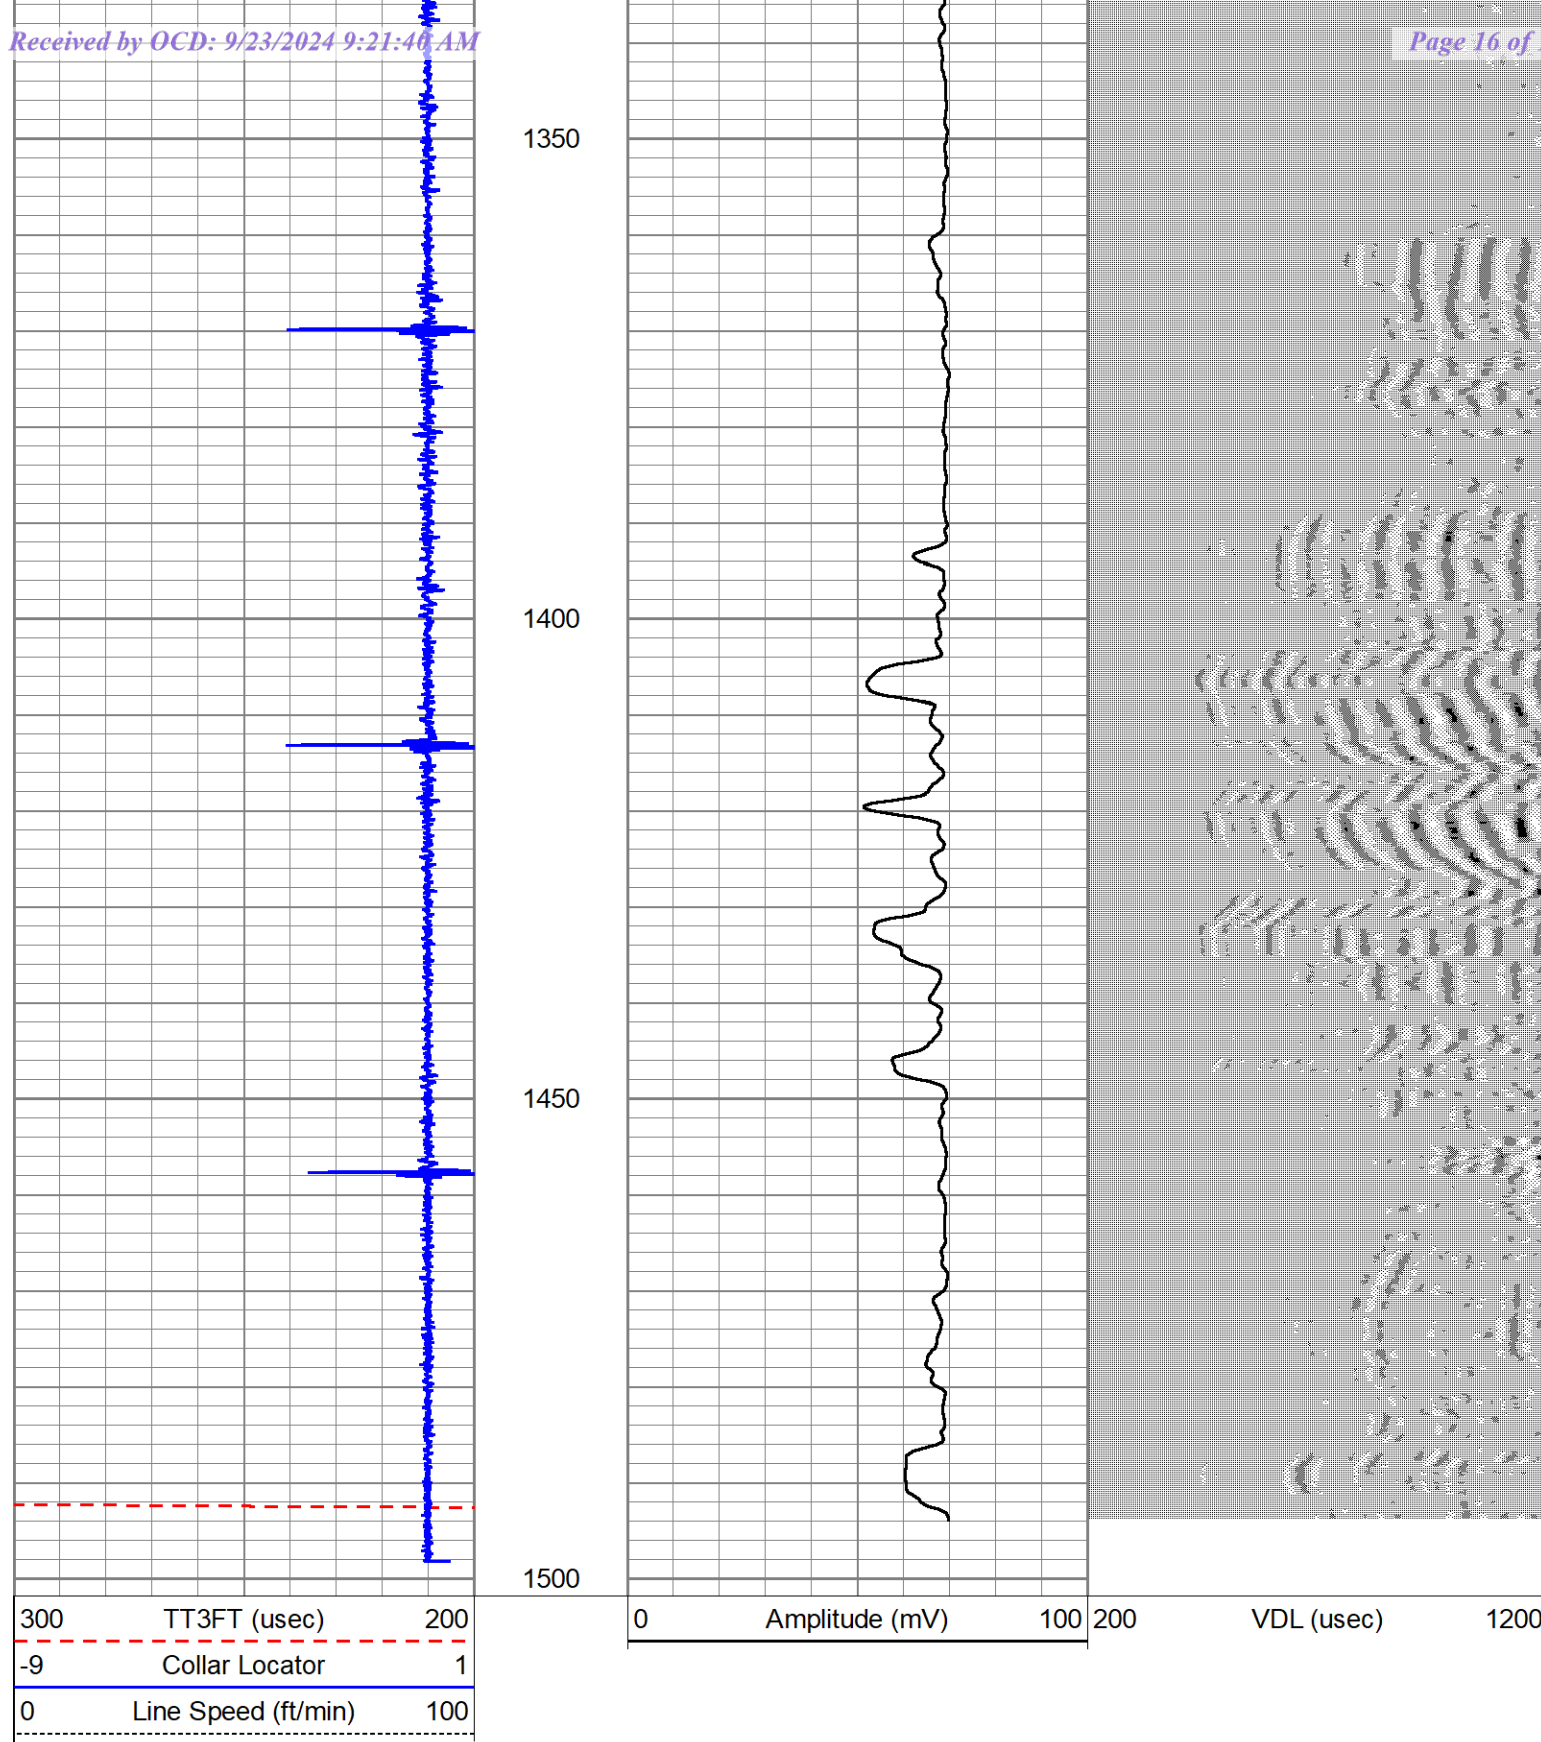 Received by OCD: 9/23/2024 9:21:46 AM
Page 16 of
1350
1400
1450
1500
300 TT3FT (usec) 200
0 Amplitude (mV) 100
200 VDL (usec) 1200
-9 Collar Locator 1
0 Line Speed (ft/min) 100